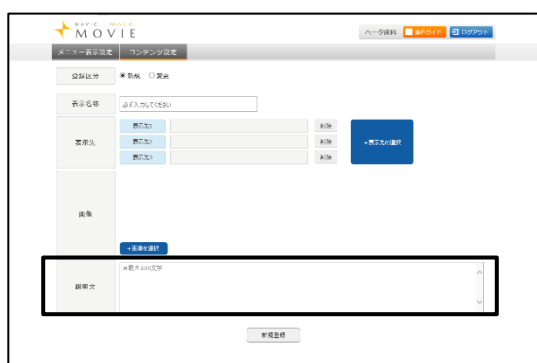 NAVIC MOVIE
MOVIE
ベータ歯科
操作ガイド
ログアウト
メニュー表示設定
コンテンツ設定
登録区分
新規
変更
表示名称
必ず入力してください
表示先
表示先1
削除
表示先2
削除
表示先3
削除
+表示先の選択
画像
+画像を選択
説明文
※最大200文字
新規登録